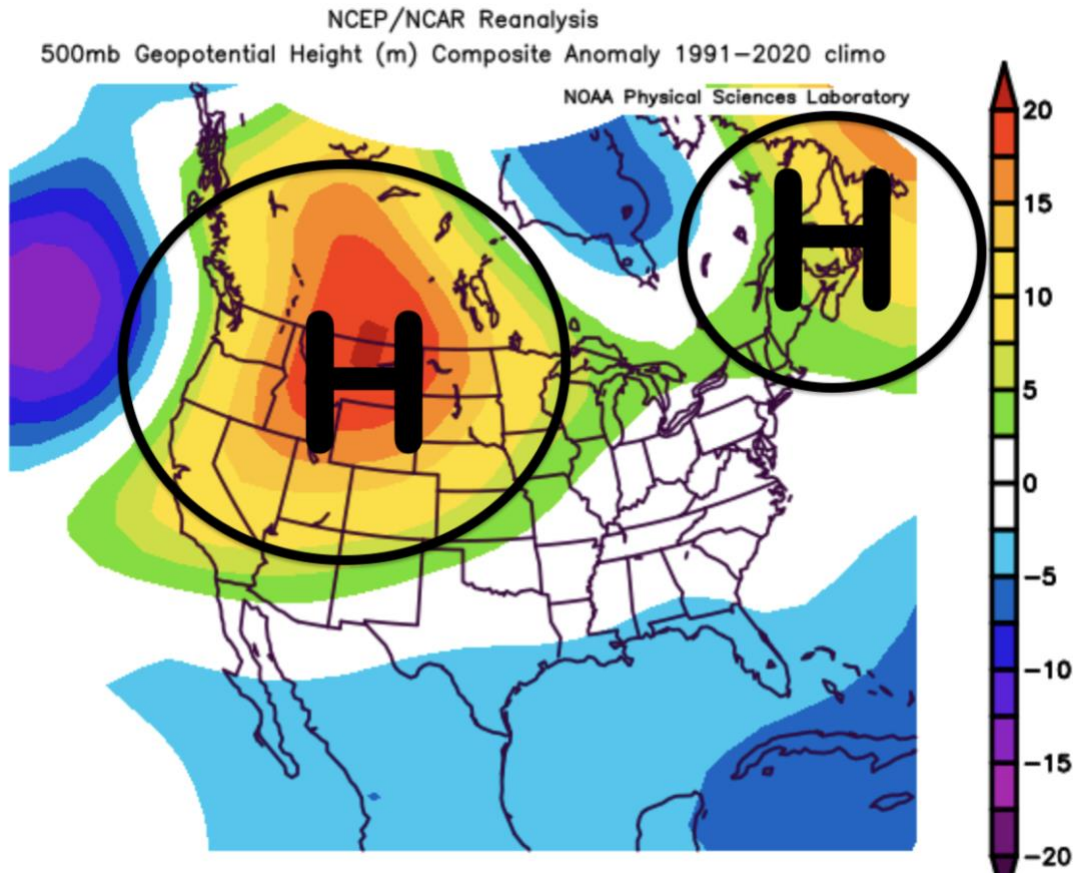 NCEP/NCAR Reanalysis
500mb Geopotential Height (m) Composite Anomaly 1991−2020 climo
NOAA Physical Sciences Laboratory
H
H
20
15
10
5
0
−5
−10
−15
−20